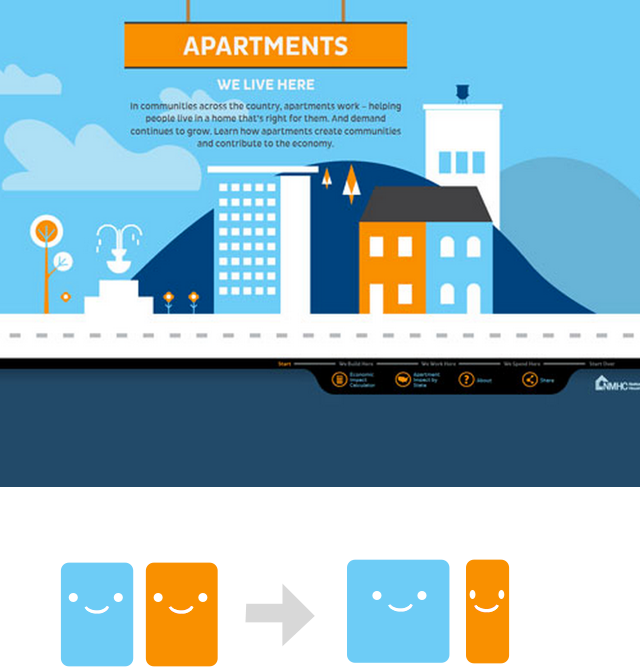 APARTMENTS
WE LIVE HERE
In communities across the country, apartments work – helping
people live in a home that's right for them. And demand
continues to grow. Learn how apartments create communities
and contribute to the economy.
Start We Build Here We Work Here We Spend Here Start Over
Economic
Impact
Calculator
Apartment
Impact by
State
About
Share
NMHC